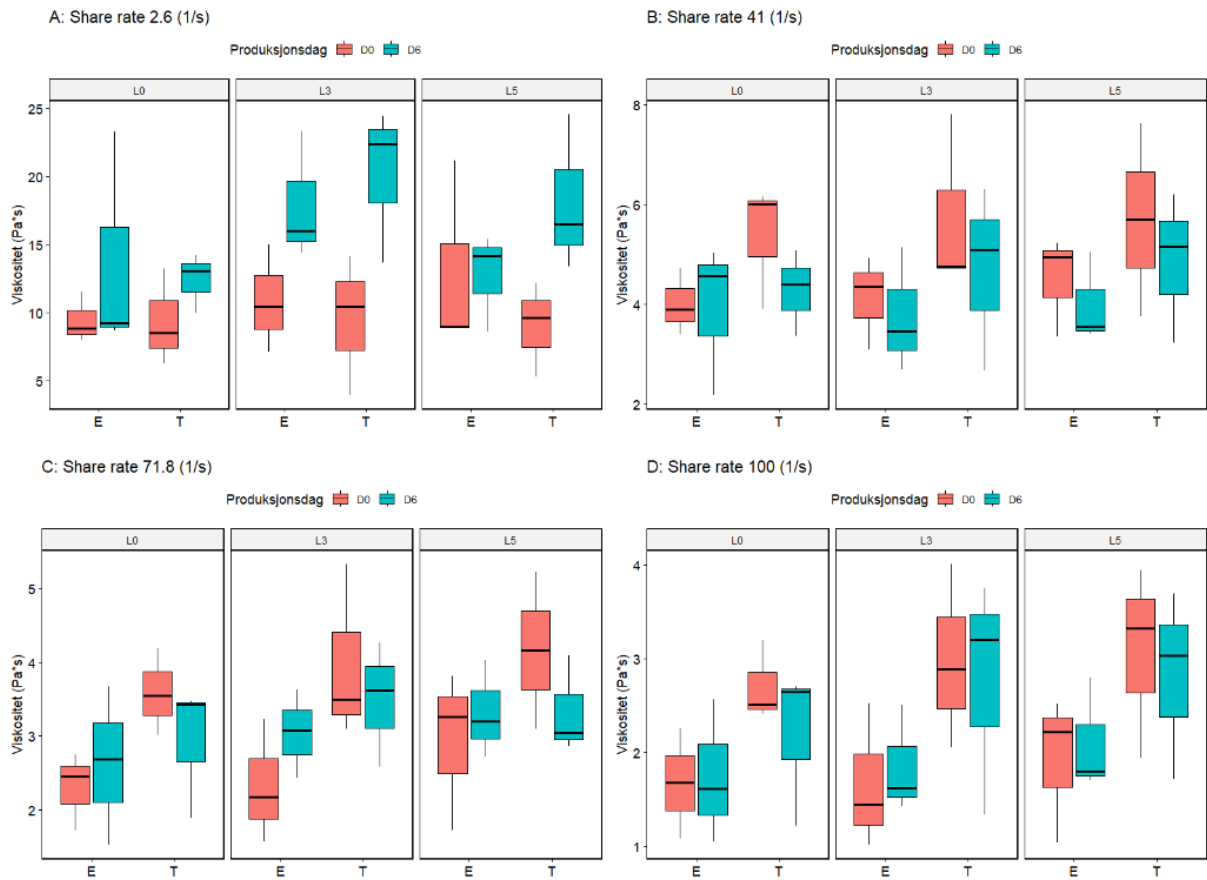 A: Share rate 2.6 (1/s)
Produksjonsdag D0 D6
L0 L3 L5
Viskositet (Pa*s)
25
20
15
10
5
E T E T E T
B: Share rate 41 (1/s)
Produksjonsdag D0 D6
L0 L3 L5
Viskositet (Pa*s)
8
6
4
2
E T E T E T
C: Share rate 71.8 (1/s)
Produksjonsdag D0 D6
L0 L3 L5
Viskositet (Pa*s)
5
4
3
2
E T E T E T
D: Share rate 100 (1/s)
Produksjonsdag D0 D6
L0 L3 L5
Viskositet (Pa*s)
4
3
2
1
E T E T E T